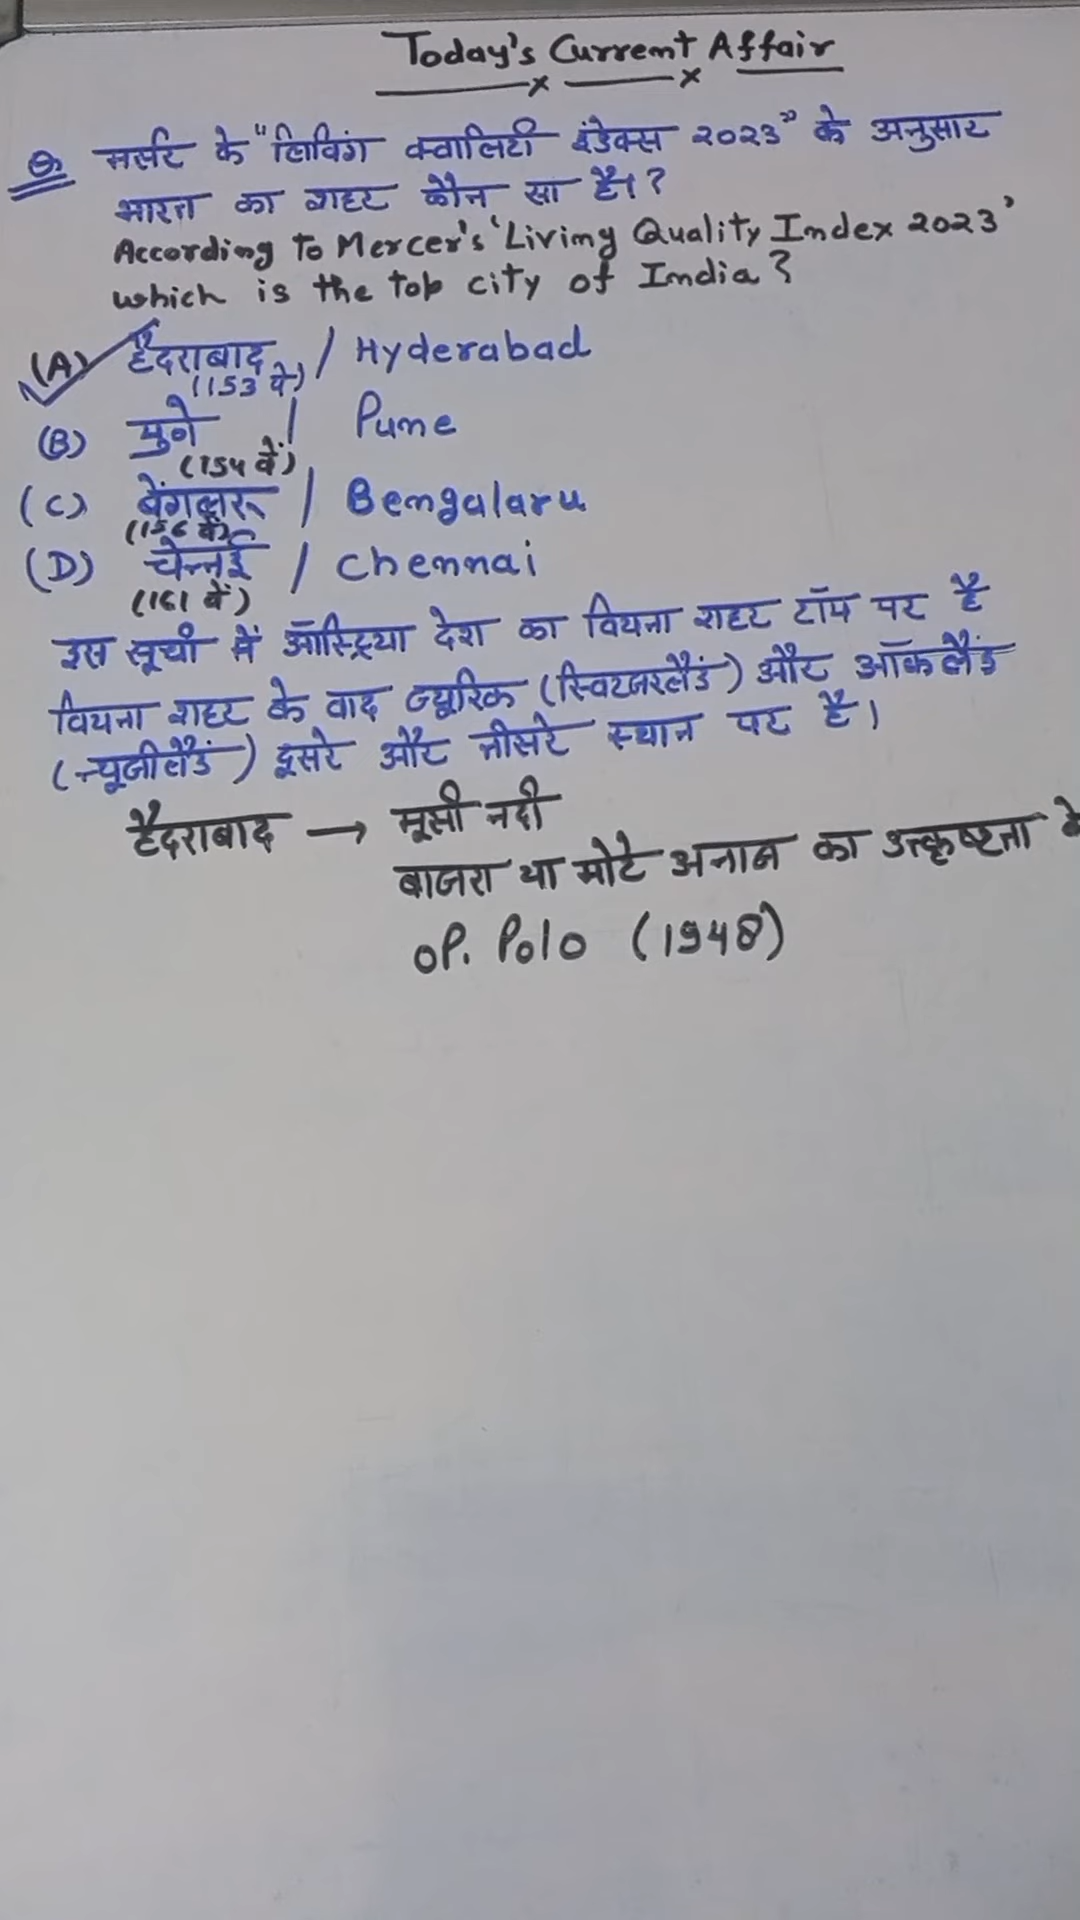 Today's Current Affair
Q. मर्सर के "लिविंग क्वालिटी इंडेक्स 2023" के अनुसार
भारत का शहर कौन सा है?
According to Mercer's 'Living Quality Index 2023'
which is the top city of India?
(A) हैदराबाद / Hyderabad
(153 वे)
(B) पुणे / Pune
(154 वें)
(C) बेंगलुरू / Bengalaru
(156 वें)
(D) चेन्नई / Chennai
(161 वें)
इस सूची में ऑस्ट्रिया देश का वियना शहर टॉप पर है
वियना शहर के बाद ज्यूरिक (स्विटजरलैंड) और ऑकलैंड
(न्यूजीलैंड) दूसरे और तीसरे स्थान पर है।
हैदराबाद → मूसी नदी
बाजरा या मोटे अनाज का उत्कृष्टता के
OP. Polo (1948)